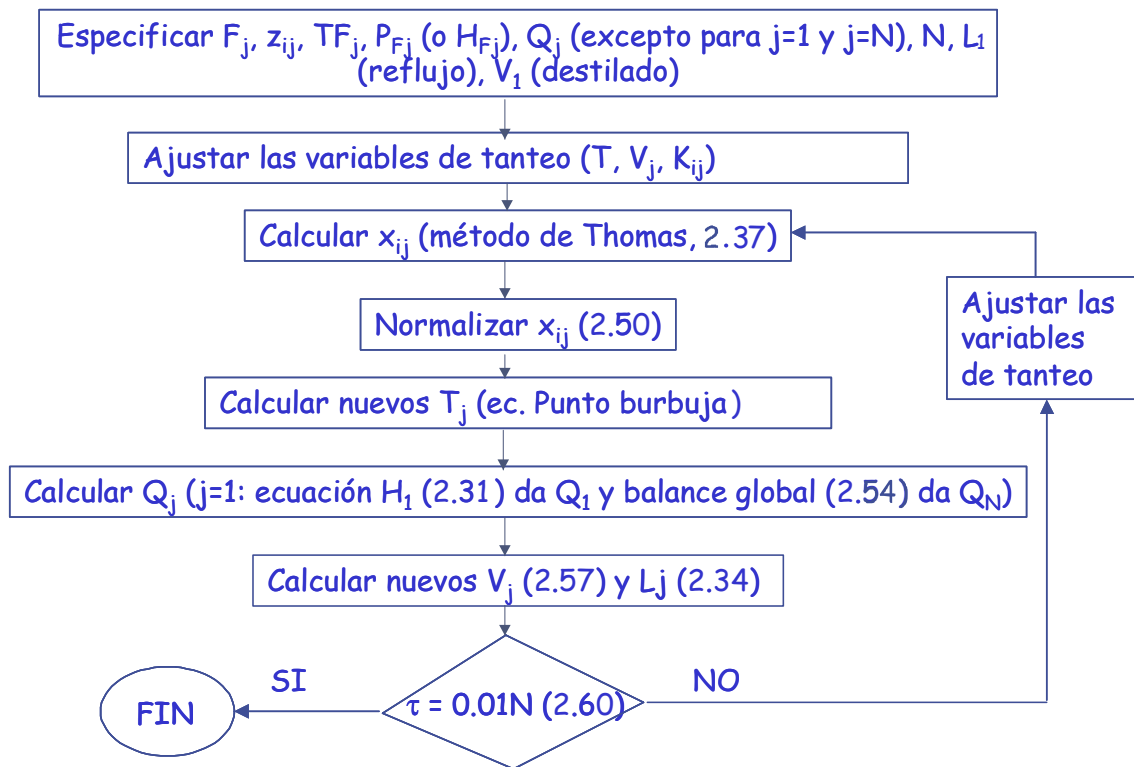 Especificar Fj, zij, TFj, PFj (o HFj), Qj (excepto para j=1 y j=N), N, L1
(reflujo), V1 (destilado)
Ajustar las variables de tanteo (T, Vj, Kij)
Calcular xij (método de Thomas, 2.37)
Normalizar xij (2.50)
Calcular nuevos Tj (ec. Punto burbuja)
Calcular Qj (j=1: ecuación H1 (2.31) da Q1 y balance global (2.54) da QN)
Calcular nuevos Vj (2.57) y Lj (2.34)
τ = 0.01N (2.60)
SI
FIN
NO
Ajustar las
variables
de tanteo